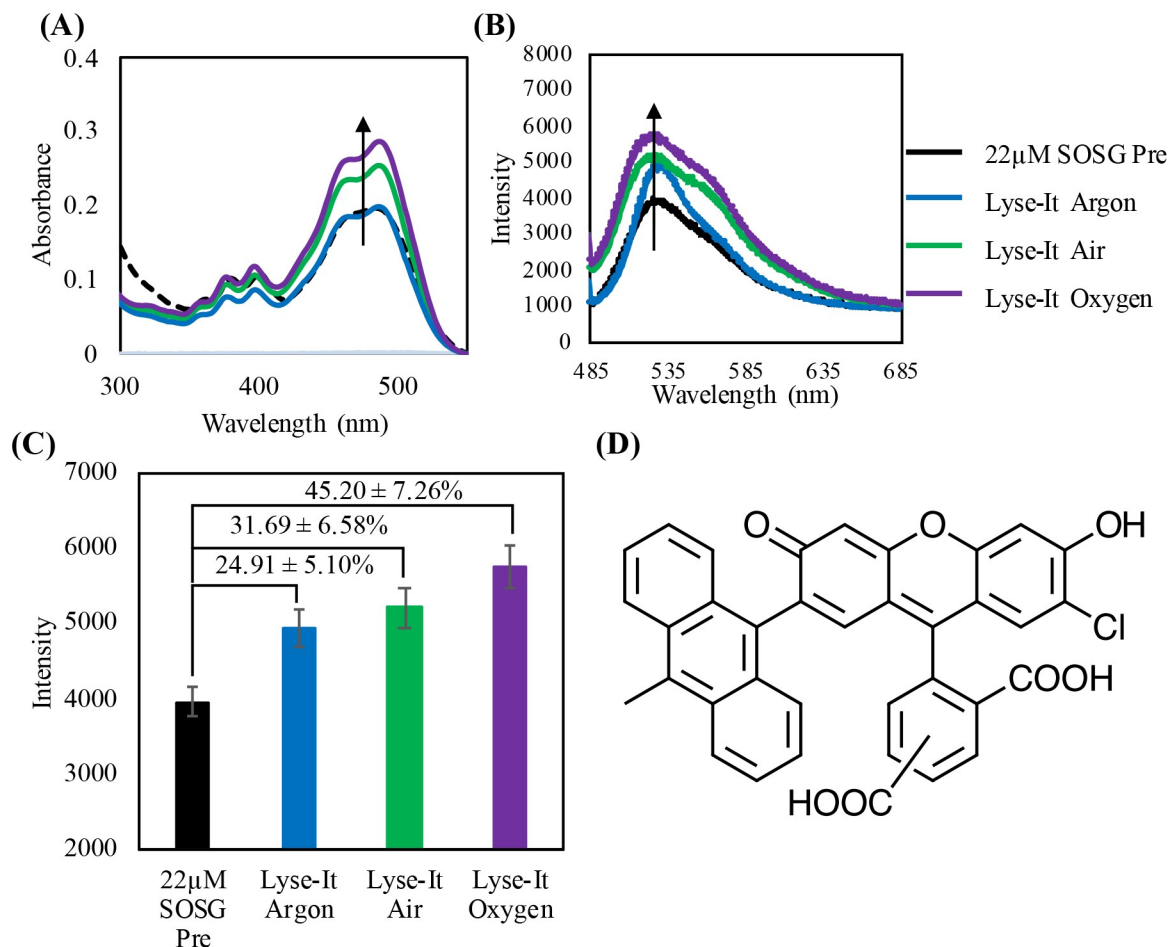 (A)
0.4
0.3
0.2
0.1
0
Absorbance
300
400
500
Wavelength (nm)
(B)
8000
7000
6000
5000
4000
3000
2000
1000
0
Intensity
485
535
585
635
685
Wavelength (nm)
22µM SOSG Pre
Lyse-It Argon
Lyse-It Air
Lyse-It Oxygen
(C)
7000
6000
5000
4000
3000
2000
Intensity
45.20 ± 7.26%
31.69 ± 6.58%
24.91 ± 5.10%
22µM
SOSG
Pre
Lyse-It
Argon
Lyse-It
Air
Lyse-It
Oxygen
(D)
O
O
OH
Cl
COOH
HOOC